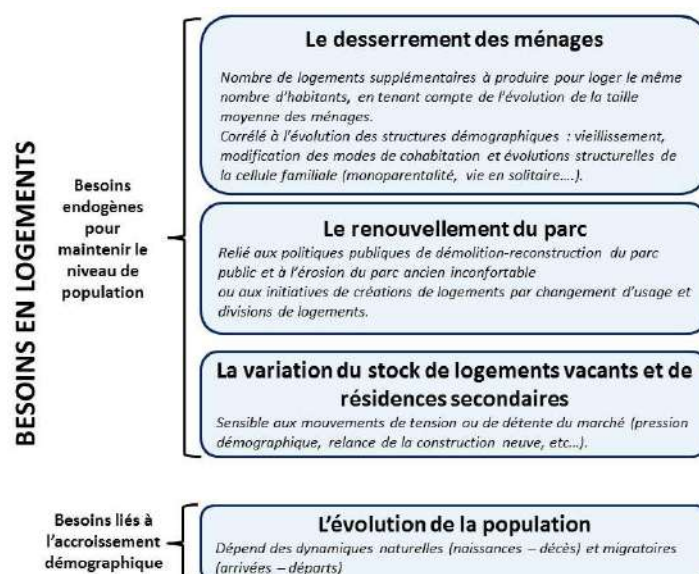 BESOINS EN LOGEMENTS
Besoins
endogènes
pour
maintenir le
niveau de
population
Le desserrement des ménages
Nombre de logements supplémentaires à produire pour loger le même
nombre d'habitants, en tenant compte de l'évolution de la taille
moyenne des ménages.
Corrélé à l'évolution des structures démographiques : vieillissement,
modification des modes de cohabitation et évolutions structurelles de
la cellule familiale (monoparentalité, vie en solitaire....).
Le renouvellement du parc
Relié aux politiques publiques de démolition-reconstruction du parc
public et à l'érosion du parc ancien inconfortable
ou aux initiatives de créations de logements par changement d'usage et
divisions de logements.
La variation du stock de logements vacants et de
résidences secondaires
Sensible aux mouvements de tension ou de détente du marché (pression
démographique, relance de la construction neuve, etc...).
Besoins liés à
l'accroissement
démographique
L'évolution de la population
Dépend des dynamiques naturelles (naissances – décès) et migratoires
(arrivées – départs)